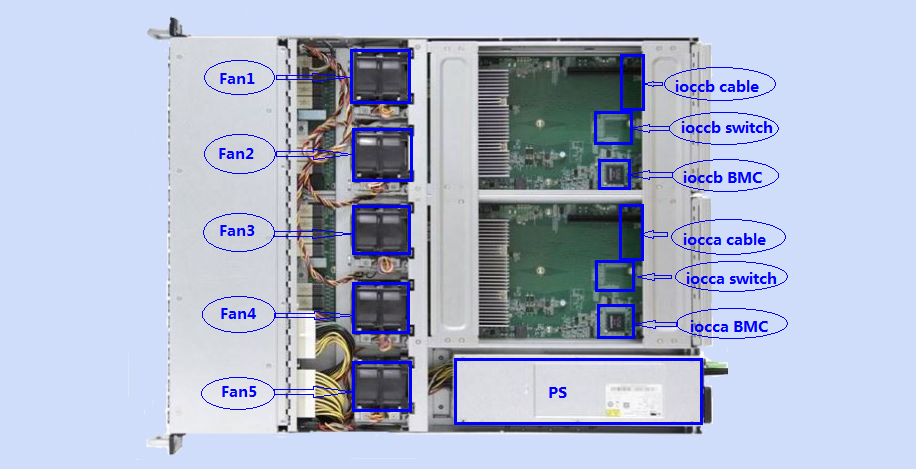 Fan1
ioccb cable
ioccb switch
Fan2
ioccb BMC
Fan3
iocca cable
iocca switch
Fan4
iocca BMC
Fan5
PS